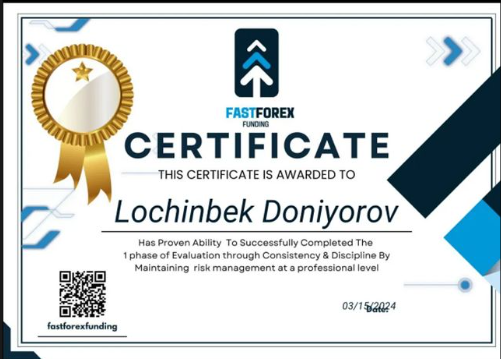 FASTFOREX
FUNDING
CERTIFICATE
THIS CERTIFICATE IS AWARDED TO
Lochinbek Doniyorov
Has Proven Ability To Successfully Completed The
1 phase of Evaluation through Consistency & Discipline By
Maintaining risk management at a professional level
03/15/2024
Date:
fastforexfunding